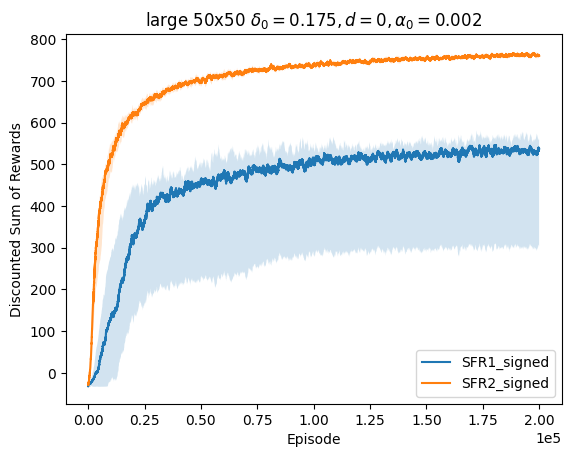 large 50x50 δ₀ = 0.175, d = 0, α₀ = 0.002
Discounted Sum of Rewards
800
700
600
500
400
300
200
100
0
SFR1_signed
SFR2_signed
0.00 0.25 0.50 0.75 1.00 1.25 1.50 1.75 2.00
1e5
Episode